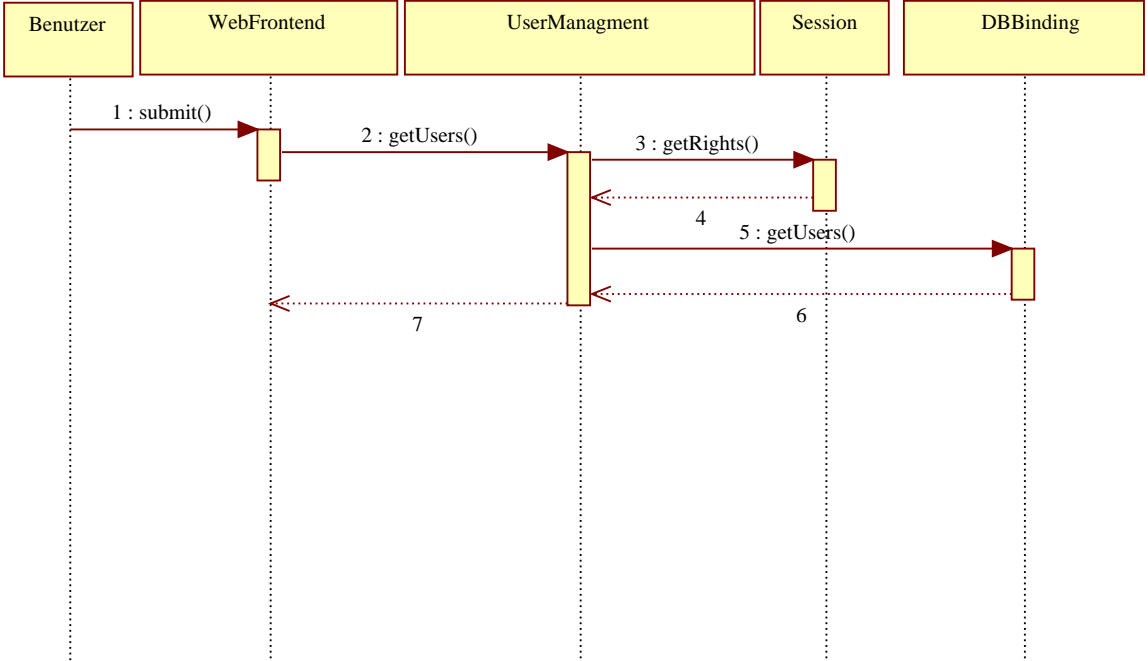 Benutzer
WebFrontend
UserManagment
Session
DBBinding
1 : submit()
2 : getUsers()
3 : getRights()
4
5 : getUsers()
6
7